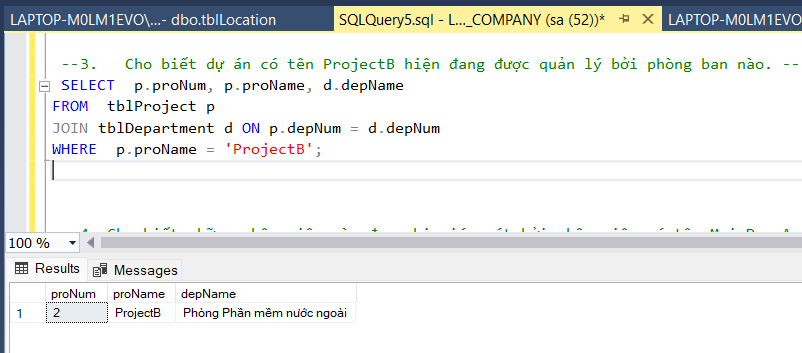 LAPTOP-M0LM1EVO\...- dbo.tblLocation
SQLQuery5.sql - L..._COMPANY (sa (52))*
LAPTOP-M0LM1EVO
--3. Cho biết dự án có tên ProjectB hiện đang được quản lý bởi phòng ban nào. --
SELECT p.proNum, p.proName, d.depName
FROM tblProject p
JOIN tblDepartment d ON p.depNum = d.depNum
WHERE p.proName = 'ProjectB';
100 %
Results Messages
proNum proName depName
1 2 ProjectB Phòng Phần mềm nước ngoài